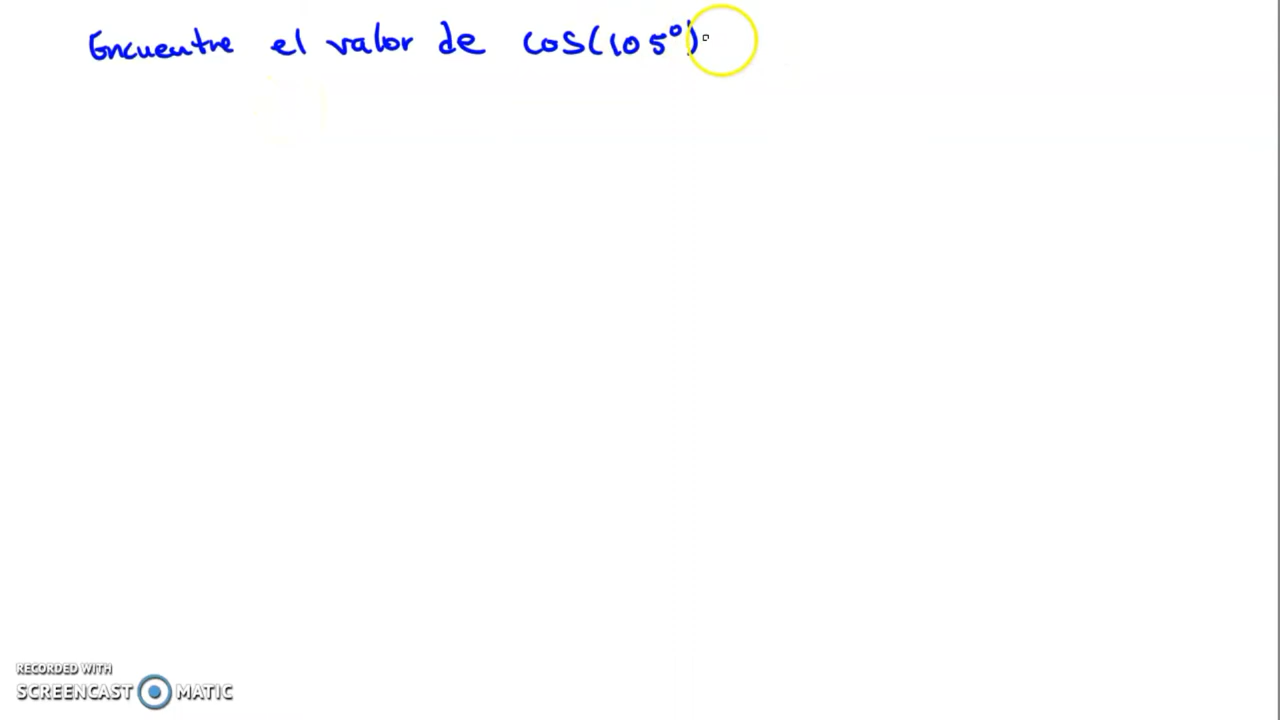 Encuentre el valor de cos(105°)
RECORDED WITH
SCREENCAST MATIC